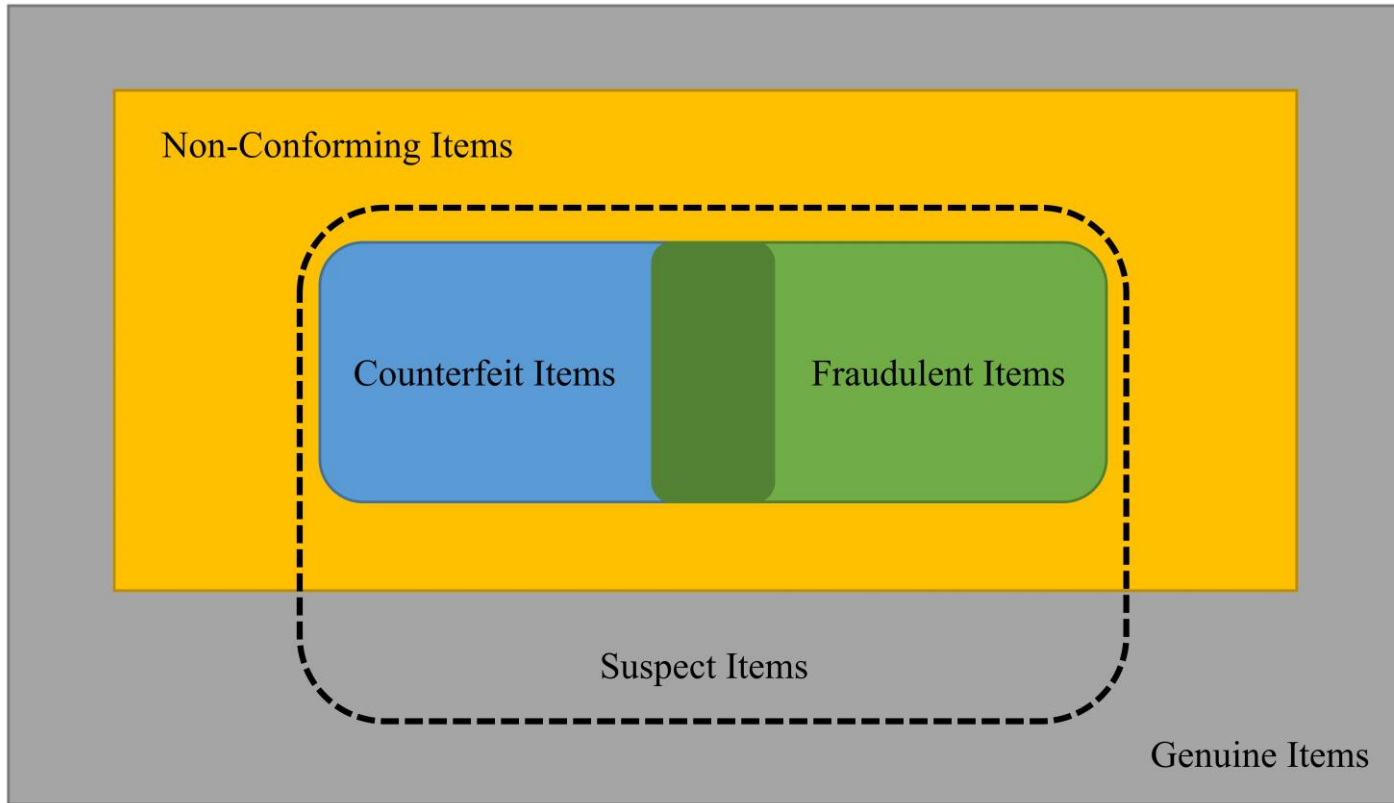 Non-Conforming Items
Counterfeit Items
Fraudulent Items
Suspect Items
Genuine Items